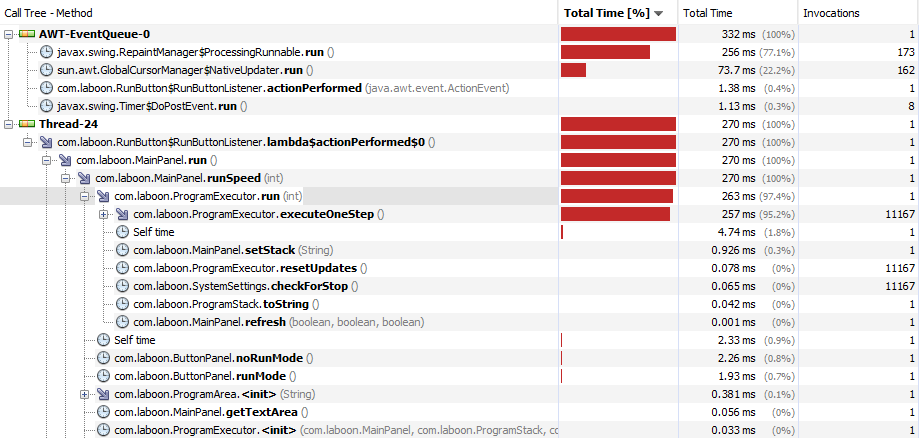 Call Tree - Method Total Time [%] Total Time Invocations
AWT-EventQueue-0 332 ms (100%) 1
javax.swing.RepaintManager$ProcessingRunnable.run () 256 ms (77.1%) 173
sun.awt.GlobalCursorManager$NativeUpdater.run () 73.7 ms (22.2%) 162
com.laboon.RunButton$RunButtonListener.actionPerformed (java.awt.event.ActionEvent) 1.38 ms (0.4%) 1
javax.swing.Timer$DoPostEvent.run () 1.13 ms (0.3%) 8
Thread-24 270 ms (100%) 1
com.laboon.RunButton$RunButtonListener.lambda$actionPerformed$0 () 270 ms (100%) 1
com.laboon.MainPanel.run () 270 ms (100%) 1
com.laboon.MainPanel.runSpeed (int) 270 ms (100%) 1
com.laboon.ProgramExecutor.run (int) 263 ms (97.4%) 1
com.laboon.ProgramExecutor.executeOneStep () 257 ms (95.2%) 11167
Self time 4.74 ms (1.8%) 1
com.laboon.MainPanel.setStack (String) 0.926 ms (0.3%) 1
com.laboon.ProgramExecutor.resetUpdates () 0.078 ms (0%) 11167
com.laboon.SystemSettings.checkForStop () 0.065 ms (0%) 11167
com.laboon.ProgramStack.toString () 0.042 ms (0%) 1
com.laboon.MainPanel.refresh (boolean, boolean, boolean) 0.001 ms (0%) 1
Self time 2.33 ms (0.9%) 1
com.laboon.ButtonPanel.noRunMode () 2.26 ms (0.8%) 1
com.laboon.ButtonPanel.runMode () 1.93 ms (0.7%) 1
com.laboon.ProgramArea.<init> (String) 0.381 ms (0.1%) 1
com.laboon.MainPanel.getTextArea () 0.056 ms (0%) 1
com.laboon.ProgramExecutor.<init> (com.laboon.MainPanel, com.laboon.ProgramStack, co 0.033 ms (0%) 1